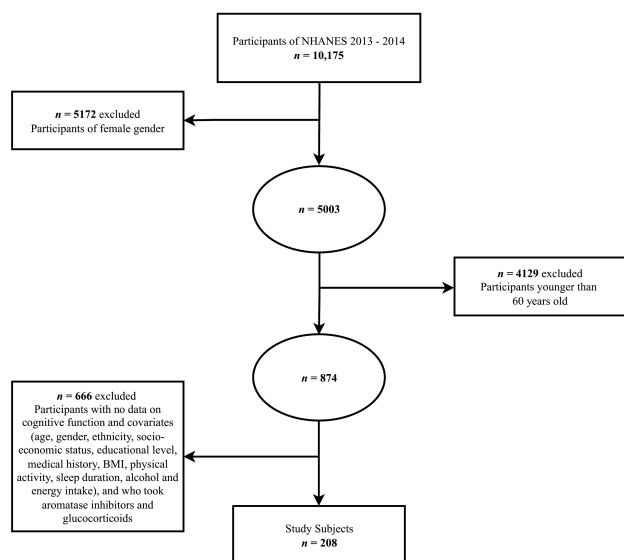 Participants of NHANES 2013 - 2014
n = 10,175
n = 5172 excluded
Participants of female gender
n = 5003
n = 4129 excluded
Participants younger than
60 years old
n = 874
n = 666 excluded
Participants with no data on
cognitive function and covariates
(age, gender, ethnicity, socio-
economic status, educational level,
medical history, BMI, physical
activity, sleep duration, alcohol and
energy intake), and who took
aromatase inhibitors and
glucocorticoids
Study Subjects
n = 208